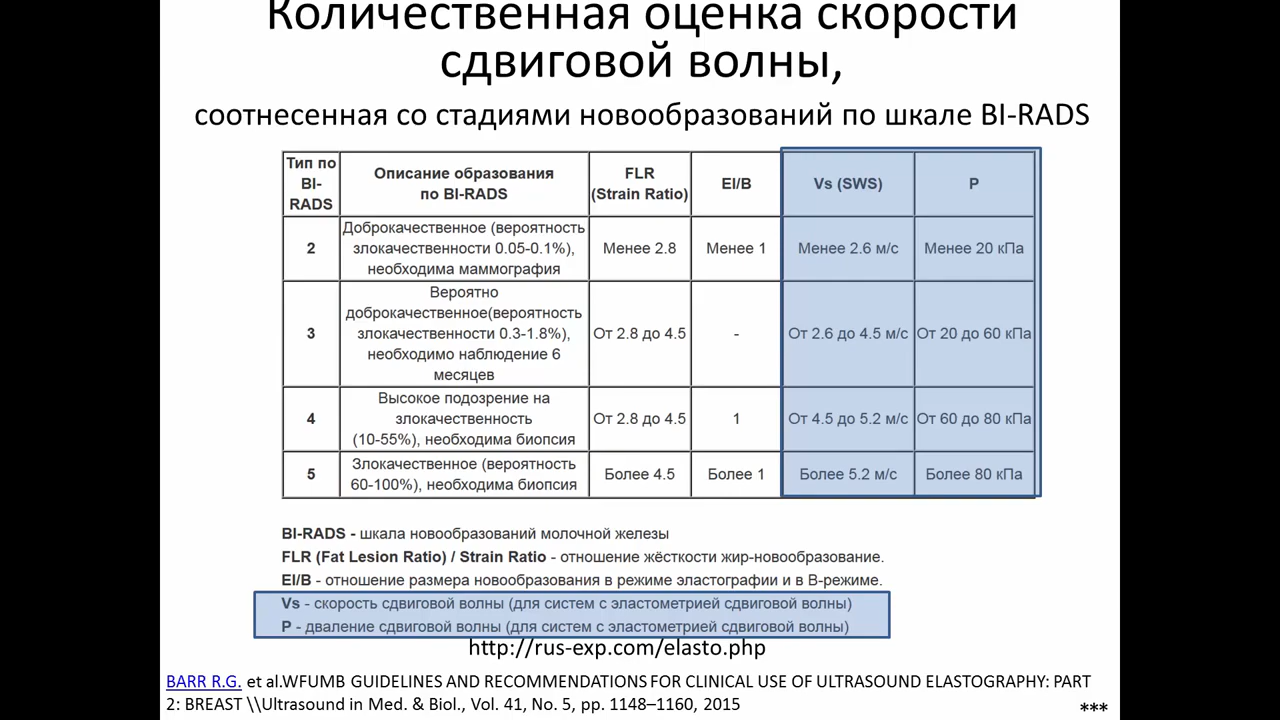 Количественная оценка скорости
сдвиговой волны,
соотнесенная со стадиями новообразований по шкале BI-RADS
Тип по
BI-
RADS
Описание образования
по BI-RADS
FLR
(Strain Ratio)
EI/B
Vs (SWS)
P
2
Доброкачественное (вероятность
злокачественности 0.05-0.1%),
необходима маммография
Менее 2.8
Менее 1
Менее 2.6 м/с
Менее 20 кПа
3
Вероятно
доброкачественное(вероятность
злокачественности 0.3-1.8%),
необходимо наблюдение 6
месяцев
От 2.8 до 4.5
-
От 2.6 до 4.5 м/с
От 20 до 60 кПа
4
Высокое подозрение на
злокачественность
(10-55%), необходима биопсия
От 2.8 до 4.5
1
От 4.5 до 5.2 м/с
От 60 до 80 кПа
5
Злокачественное (вероятность
60-100%), необходима биопсия
Более 4.5
Более 1
Более 5.2 м/с
Более 80 кПа
BI-RADS - шкала новообразований молочной железы
FLR (Fat Lesion Ratio) / Strain Ratio - отношение жёсткости жир-новообразование.
EI/B - отношение размера новообразования в режиме эластографии и в В-режиме.
Vs - скорость сдвиговой волны (для систем с эластометрией сдвиговой волны)
P - дваление сдвиговой волны (для систем с эластометрией сдвиговой волны)
http://rus-exp.com/elasto.php
BARR R.G. et al.WFUMB GUIDELINES AND RECOMMENDATIONS FOR CLINICAL USE OF ULTRASOUND ELASTOGRAPHY: PART
2: BREAST \\Ultrasound in Med. & Biol., Vol. 41, No. 5, pp. 1148–1160, 2015
***